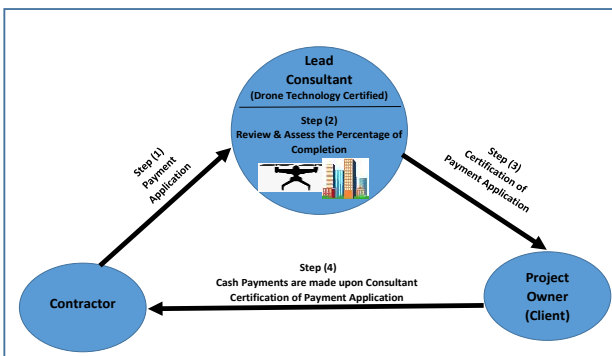 Lead
Consultant
(Drone Technology Certified)
Step (2)
Review & Assess the Percentage of
Completion
Step (1)
Payment
Application
Step (3)
Certification of
Payment Application
Step (4)
Cash Payments are made upon Consultant
Certification of Payment Application
Contractor
Project
Owner
(Client)